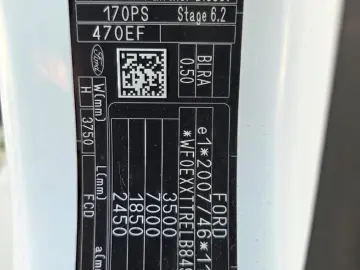 170PS Stage 6.2
470EF
BLRA
0.50
Ford
W(mm)
H 3750
L(mm)
FCD
a(m
FORD
e1*2007/46*1
*WF0EXXTTRELB84
3500
7000
1850
2450